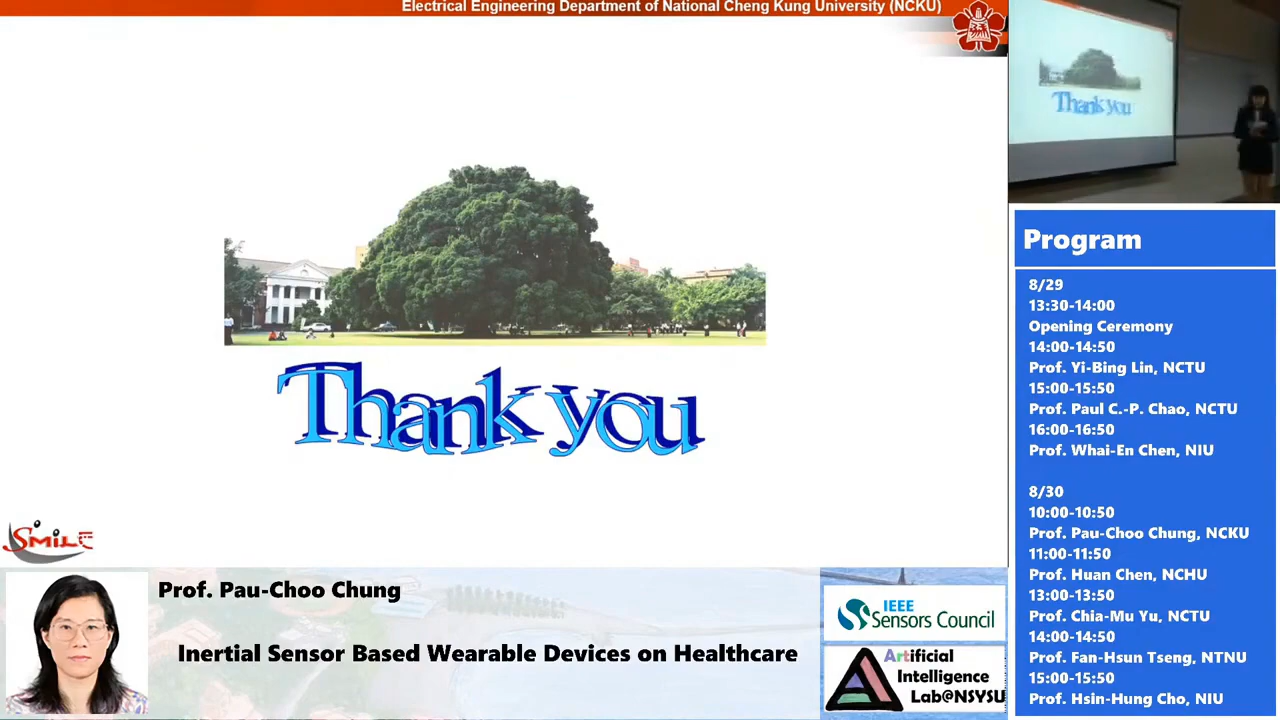 Electrical Engineering Department of National Cheng Kung University (NCKU)
Thank you
SMILE
Prof. Pau-Choo Chung
Inertial Sensor Based Wearable Devices on Healthcare
IEEE
Sensors Council
Artificial
Intelligence
Lab@NSYSU
Thank you
Program
8/29
13:30-14:00
Opening Ceremony
14:00-14:50
Prof. Yi-Bing Lin, NCTU
15:00-15:50
Prof. Paul C.-P. Chao, NCTU
16:00-16:50
Prof. Whai-En Chen, NIU
8/30
10:00-10:50
Prof. Pau-Choo Chung, NCKU
11:00-11:50
Prof. Huan Chen, NCHU
13:00-13:50
Prof. Chia-Mu Yu, NCTU
14:00-14:50
Prof. Fan-Hsun Tseng, NTNU
15:00-15:50
Prof. Hsin-Hung Cho, NIU